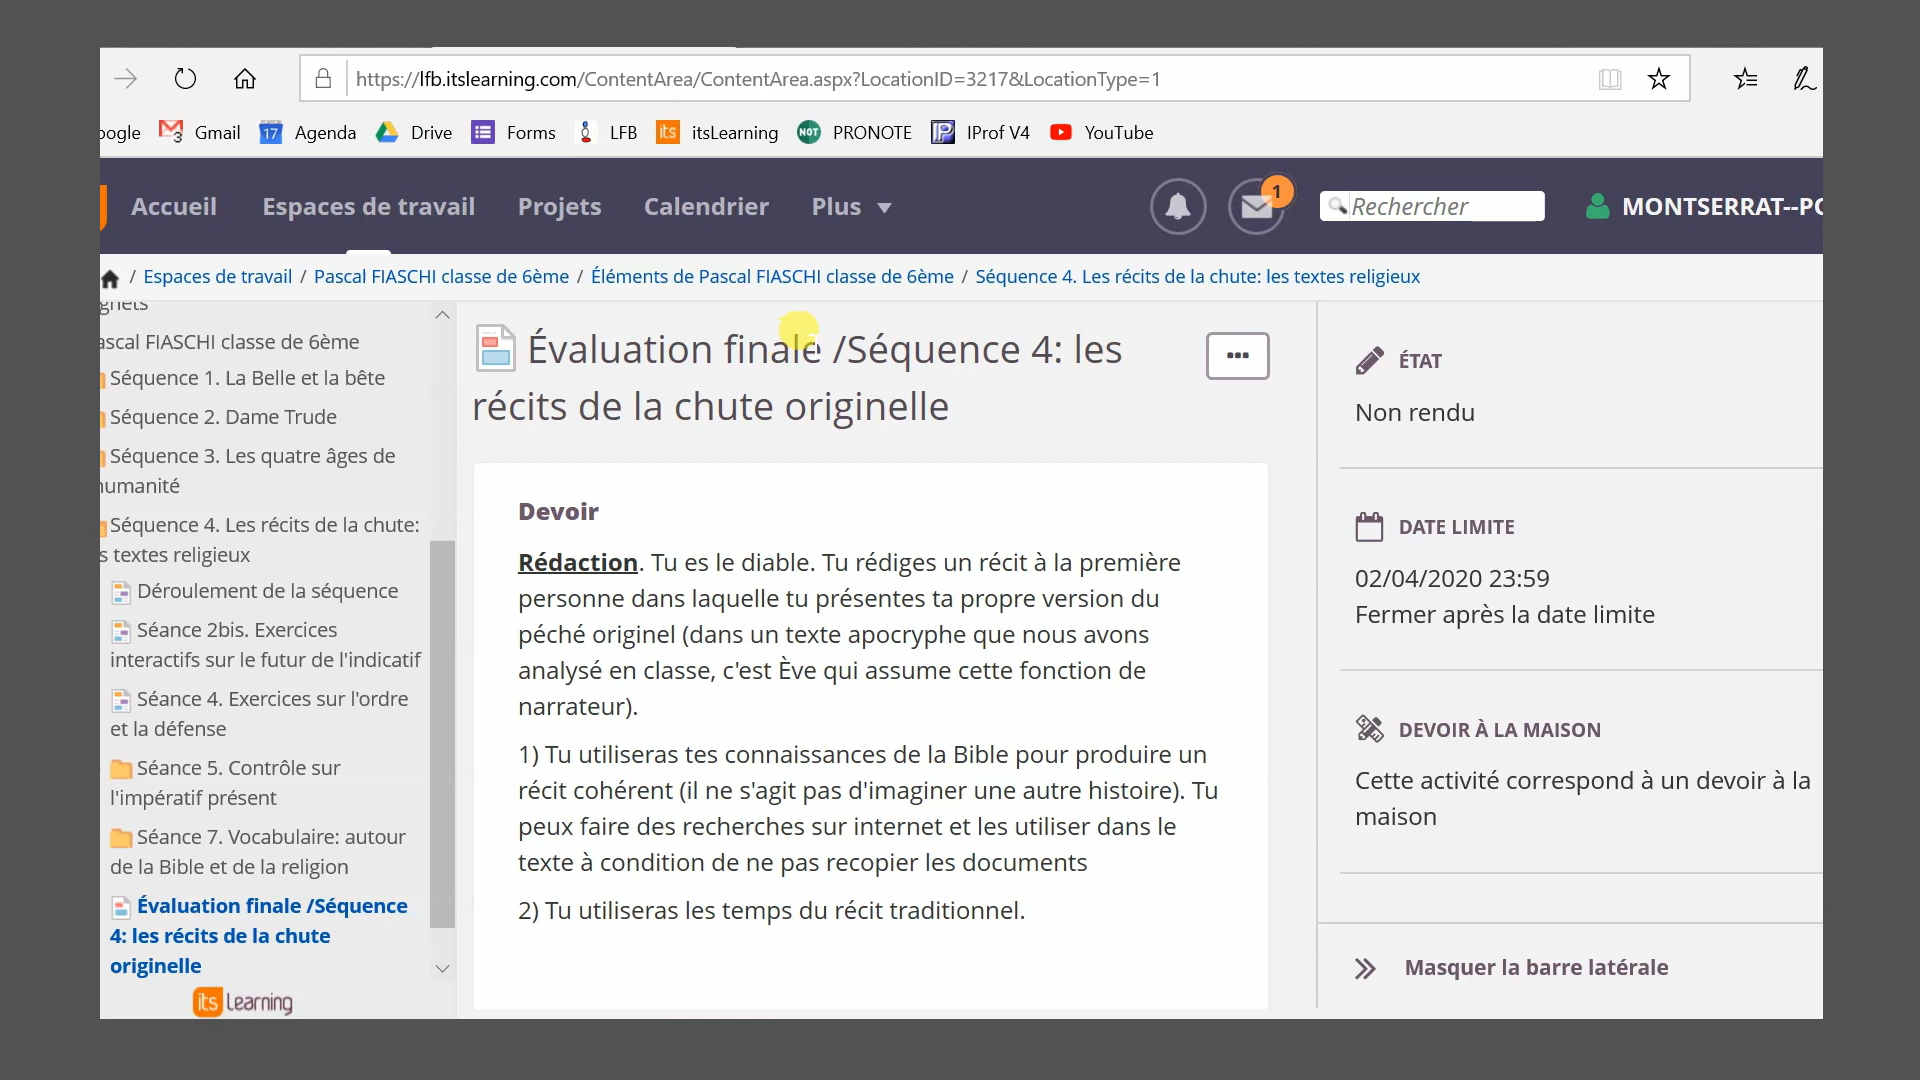 https://lfb.itslearning.com/ContentArea/ContentArea.aspx?LocationID=3217&LocationType=1
oogle Gmail 17 Agenda Drive Forms LFB its itsLearning NOT PRONOTE IProf V4 YouTube
Accueil Espaces de travail Projets Calendrier Plus 1 Rechercher MONTSERRAT--PO
/ Espaces de travail / Pascal FIASCHI classe de 6ème / Éléments de Pascal FIASCHI classe de 6ème / Séquence 4. Les récits de la chute: les textes religieux
gnets
ascal FIASCHI classe de 6ème
Séquence 1. La Belle et la bête
Séquence 2. Dame Trude
Séquence 3. Les quatre âges de
umanité
Séquence 4. Les récits de la chute:
s textes religieux
Déroulement de la séquence
Séance 2bis. Exercices
interactifs sur le futur de l'indicatif
Séance 4. Exercices sur l'ordre
et la défense
Séance 5. Contrôle sur
l'impératif présent
Séance 7. Vocabulaire: autour
de la Bible et de la religion
Évaluation finale /Séquence
4: les récits de la chute
originelle
its Learning
Évaluation finale /Séquence 4: les
récits de la chute originelle
Devoir
Rédaction. Tu es le diable. Tu rédiges un récit à la première
personne dans laquelle tu présentes ta propre version du
péché originel (dans un texte apocryphe que nous avons
analysé en classe, c'est Ève qui assume cette fonction de
narrateur).
1) Tu utiliseras tes connaissances de la Bible pour produire un
récit cohérent (il ne s'agit pas d'imaginer une autre histoire). Tu
peux faire des recherches sur internet et les utiliser dans le
texte à condition de ne pas recopier les documents
2) Tu utiliseras les temps du récit traditionnel.
ÉTAT
Non rendu
DATE LIMITE
02/04/2020 23:59
Fermer après la date limite
DEVOIR À LA MAISON
Cette activité correspond à un devoir à la
maison
Masquer la barre latérale